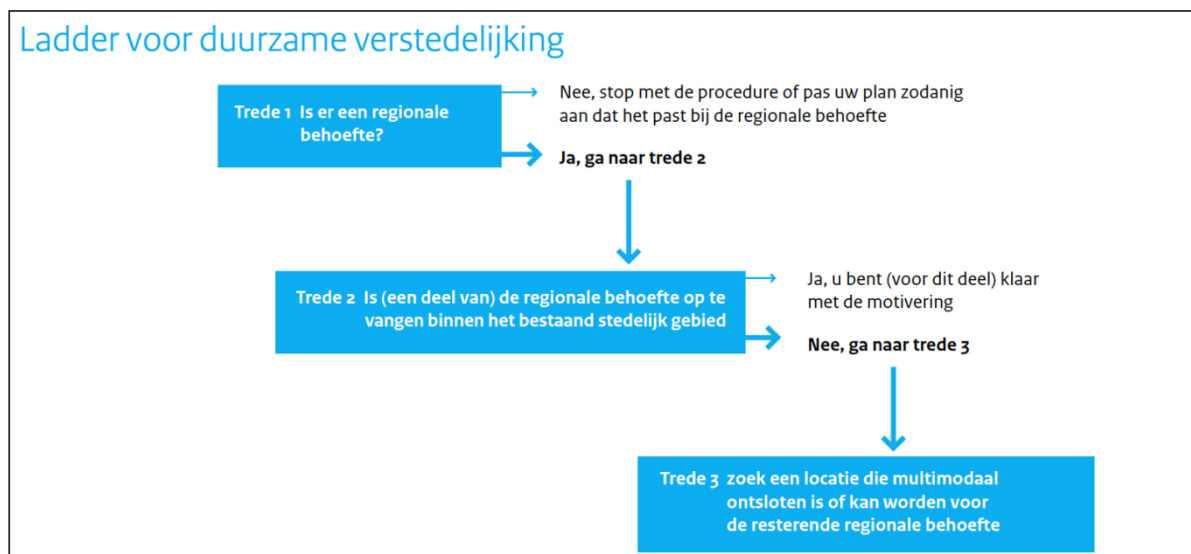 Ladder voor duurzame verstedelijking
Trede 1 Is er een regionale
behoefte?
Nee, stop met de procedure of pas uw plan zodanig
aan dat het past bij de regionale behoefte
Ja, ga naar trede 2
Trede 2 Is (een deel van) de regionale behoefte op te
vangen binnen het bestaand stedelijk gebied
Ja, u bent (voor dit deel) klaar
met de motivering
Nee, ga naar trede 3
Trede 3 zoek een locatie die multimodaal
ontsloten is of kan worden voor
de resterende regionale behoefte